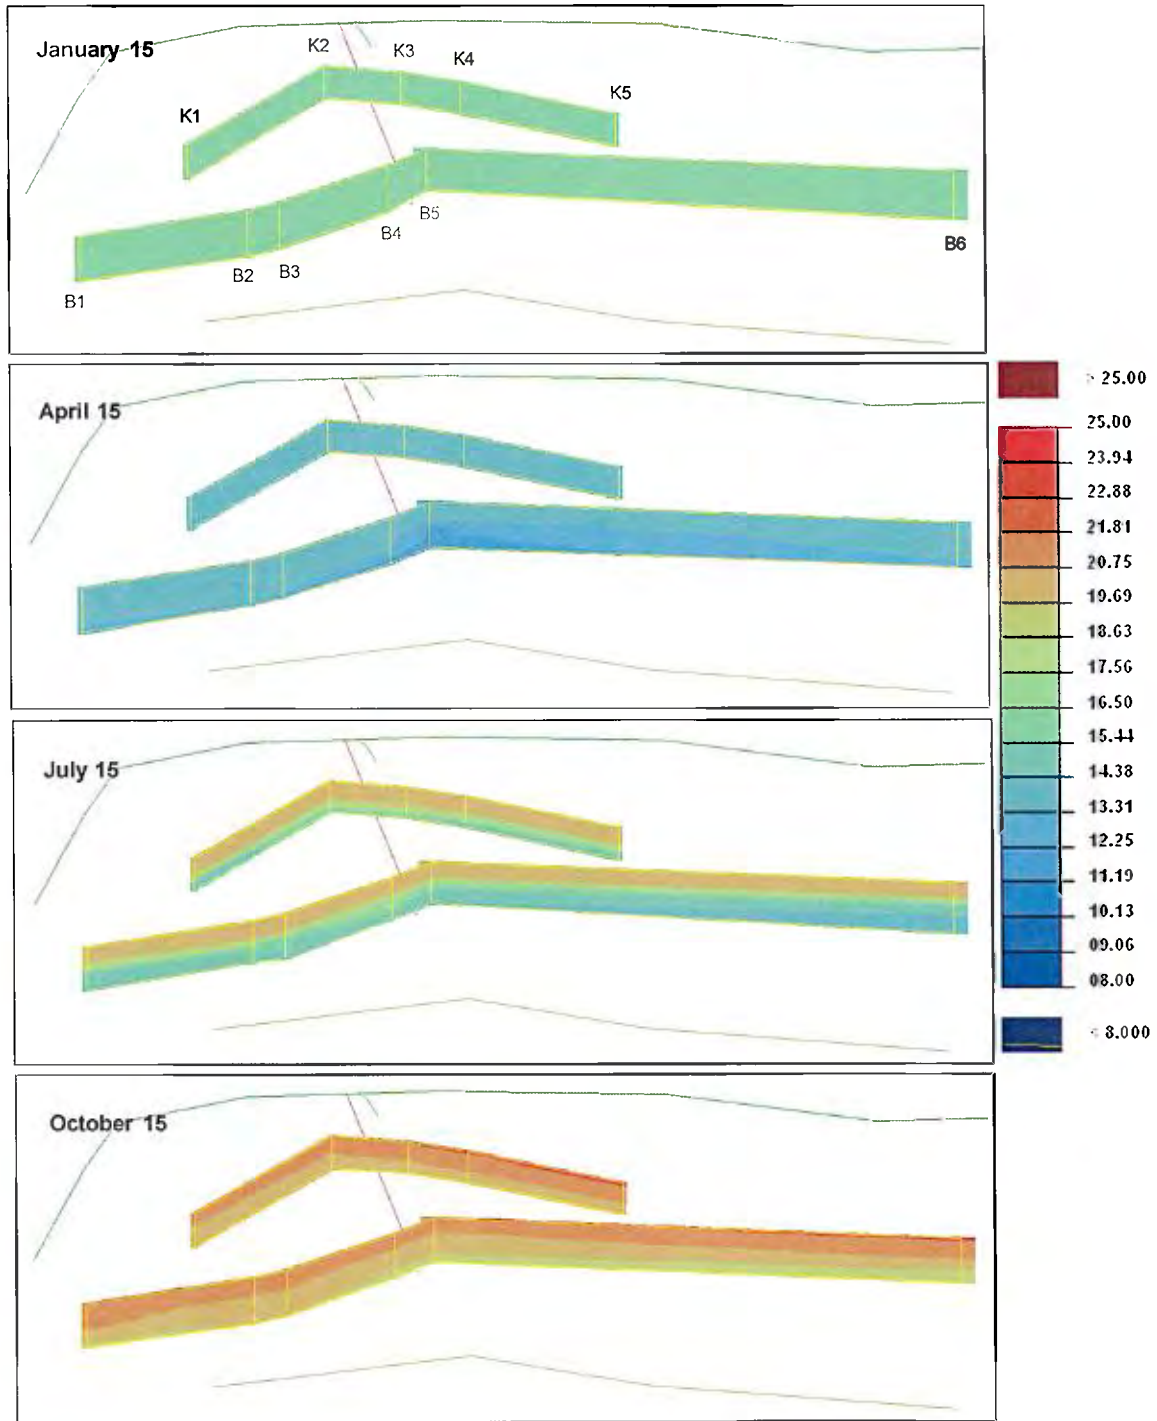 January 15
K2
K3
K4
K5
K1
B5
B4
B6
B2
B3
B1
April 15
> 25.00
25.00
23.94
22.88
21.81
20.75
19.69
18.63
17.56
16.50
15.44
14.38
13.31
12.25
11.19
10.13
09.06
08.00
< 8.000
July 15
October 15